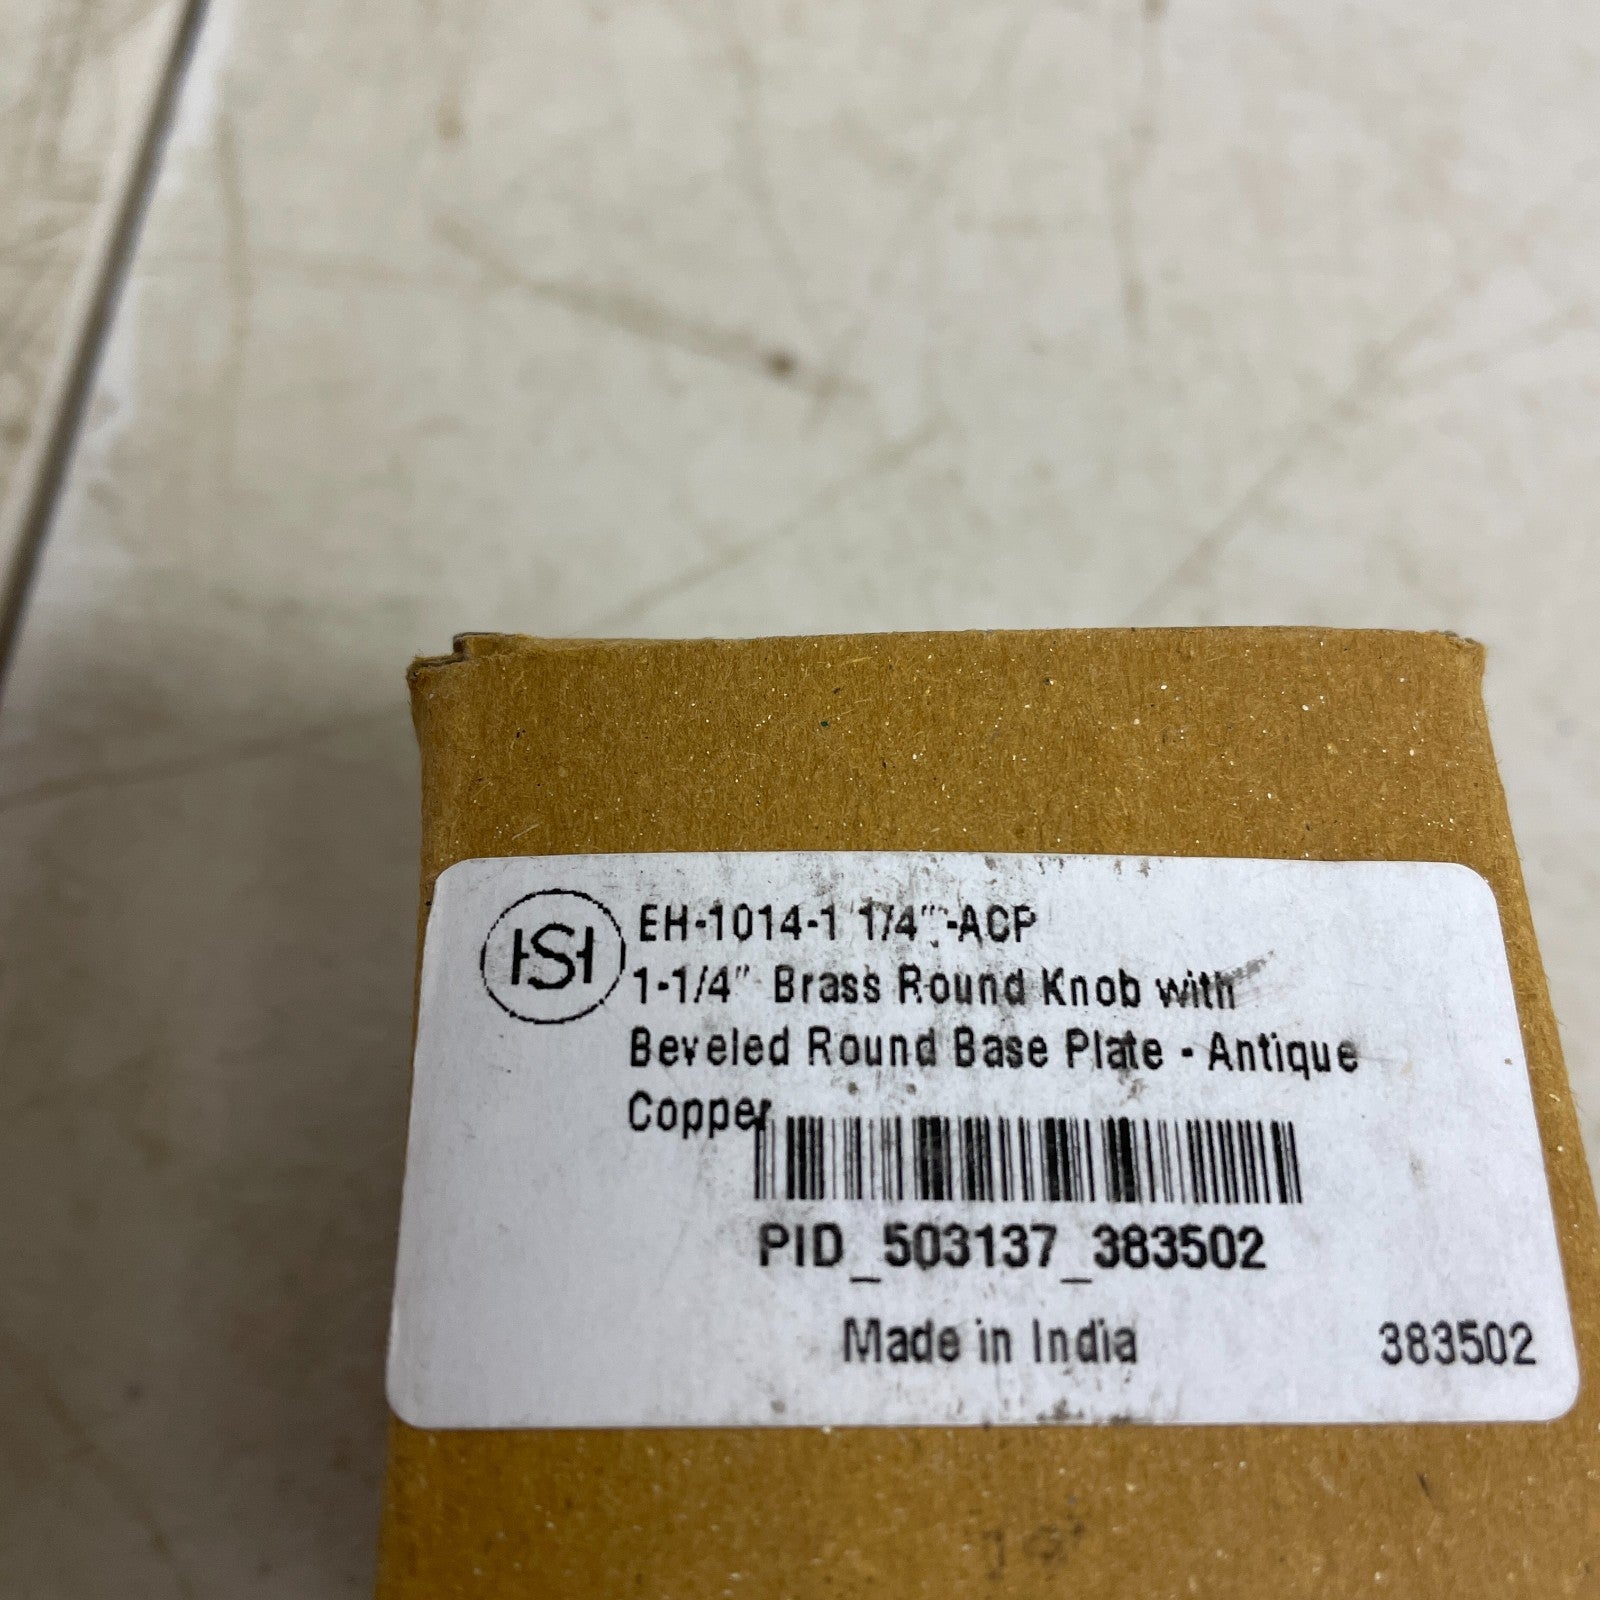 HSH
EH-1014-1 1/4"-ACP
1-1/4" Brass Round Knob with
Beveled Round Base Plate - Antique
Copper
PID_503137_383502
Made in India
383502